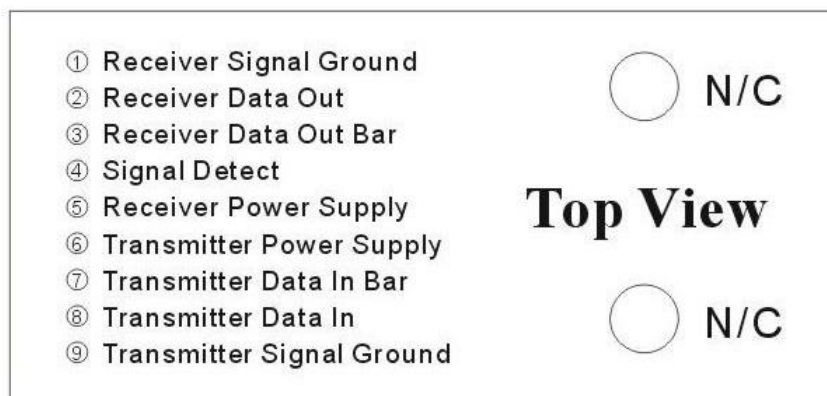 ① Receiver Signal Ground
② Receiver Data Out
③ Receiver Data Out Bar
④ Signal Detect
⑤ Receiver Power Supply
⑥ Transmitter Power Supply
⑦ Transmitter Data In Bar
⑧ Transmitter Data In
⑨ Transmitter Signal Ground
N/C
Top View
N/C